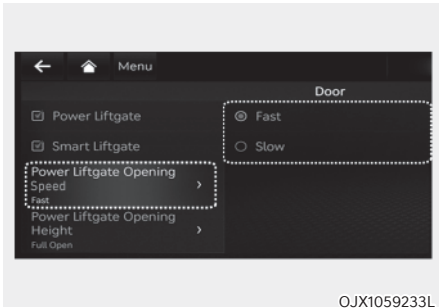 Menu
Door
Power Liftgate
Fast
Smart Liftgate
Slow
Power Liftgate Opening
Speed
Fast
Power Liftgate Opening
Height
Full Open
OJX1059233L